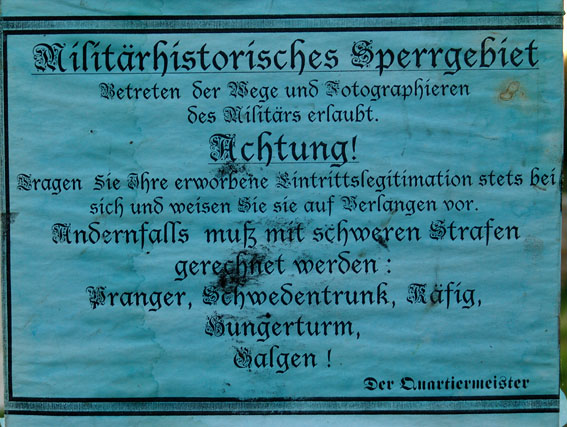 Militärhistorisches Sperrgebiet
Betreten der Wege und Fotographieren
des Militärs erlaubt.
Achtung!
Tragen Sie Ihre erworbene Eintrittslegitimation stets bei
sich und weisen Sie sie auf Verlangen vor.
Andernfalls muß mit schweren Strafen
gerechnet werden :
Pranger, Schwedentrunk, Käfig,
Hungerturm,
Galgen !
Der Quartiermeister